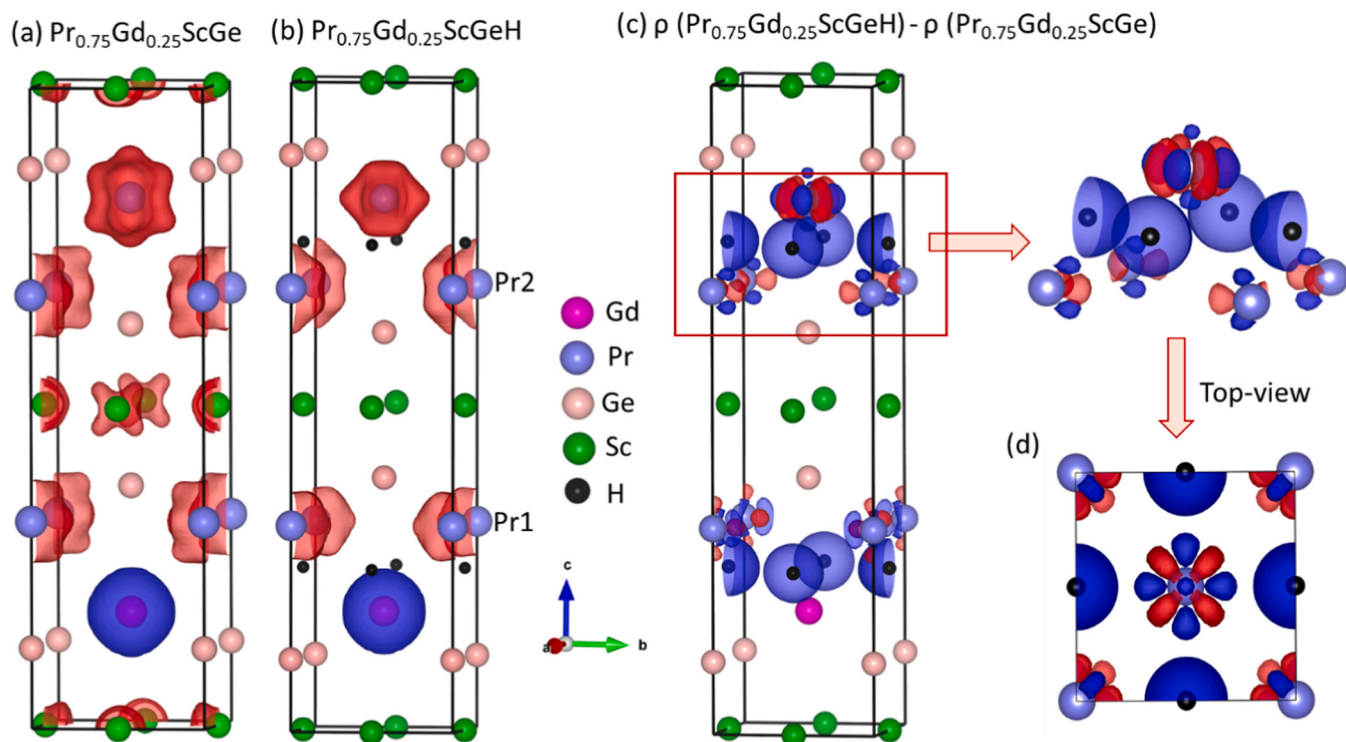 (a) Pr₀.₇₅Gd₀.₂₅ScGe
(b) Pr₀.₇₅Gd₀.₂₅ScGeH
(c) ρ (Pr₀.₇₅Gd₀.₂₅ScGeH) - ρ (Pr₀.₇₅Gd₀.₂₅ScGe)
Pr2
Gd
Pr
Ge
Sc
H
Pr1
c
a
b
Top-view
(d)